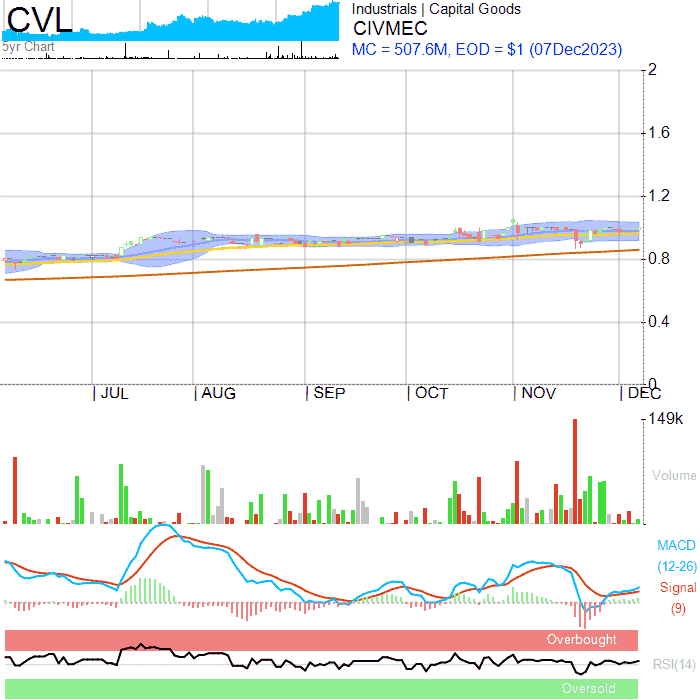 CVL
5yr Chart
Industrials | Capital Goods
CIVMEC
MC = 507.6M, EOD = $1 (07Dec2023)
2
1.6
1.2
0.8
0.4
0
JUL AUG SEP OCT NOV DEC
149k
Volume
MACD
(12-26)
Signal
(9)
Overbought
RSI(14)
Oversold